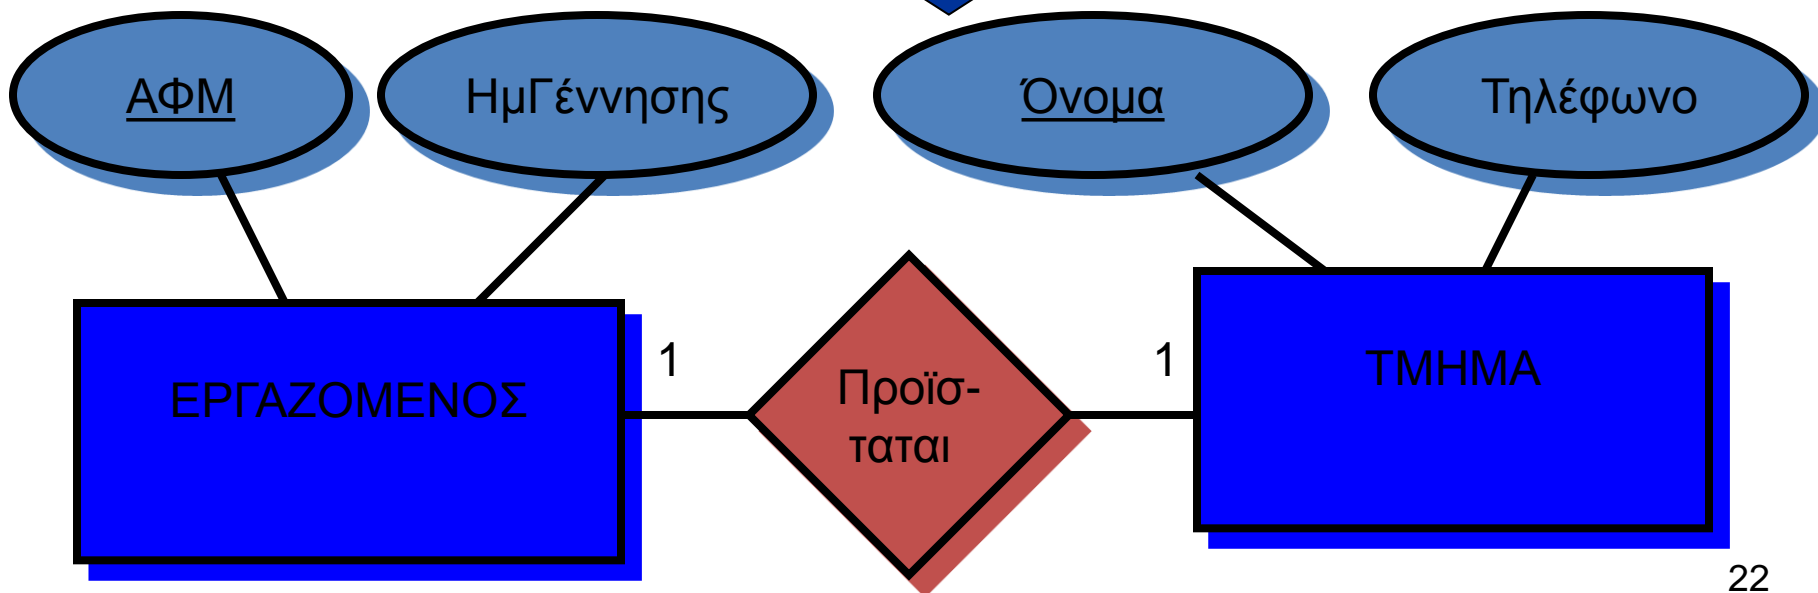 ΑΦΜ
ΗμΓέννησης
Όνομα
Τηλέφωνο
ΕΡΓΑΖΟΜΕΝΟΣ
1
Προϊσ-
ταται
1
ΤΜΗΜΑ
22